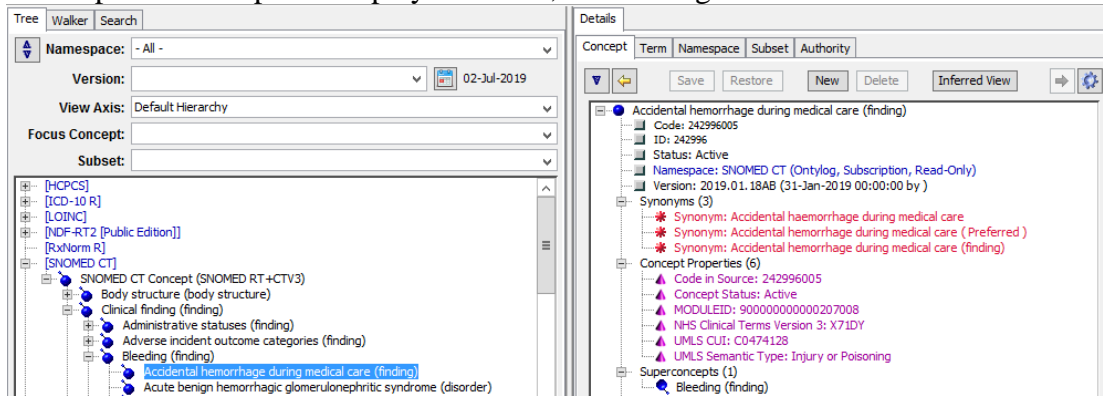 Tree Walker Search
Namespace: - All -
Version: 02-Jul-2019
View Axis: Default Hierarchy
Focus Concept:
Subset:
[HCPCS]
[ICD-10 R]
[LOINC]
[NDF-RT2 [Public Edition]]
[RxNorm R]
[SNOMED CT]
SNOMED CT Concept (SNOMED RT+CTV3)
Body structure (body structure)
Clinical finding (finding)
Administrative statuses (finding)
Adverse incident outcome categories (finding)
Bleeding (finding)
Accidental hemorrhage during medical care (finding)
Acute benign hemorrhagic glomerulonephritic syndrome (disorder)
Details
Concept Term Namespace Subset Authority
Save Restore New Delete Inferred View
Accidental hemorrhage during medical care (finding)
Code: 242996005
ID: 242996
Status: Active
Namespace: SNOMED CT (Ontylog, Subscription, Read-Only)
Version: 2019.01.18AB (31-Jan-2019 00:00:00 by )
Synonyms (3)
Synonym: Accidental haemorrhage during medical care
Synonym: Accidental hemorrhage during medical care ( Preferred )
Synonym: Accidental hemorrhage during medical care (finding)
Concept Properties (6)
Code in Source: 242996005
Concept Status: Active
MODULEID: 900000000000207008
NHS Clinical Terms Version 3: X71DY
UMLS CUI: C0474128
UMLS Semantic Type: Injury or Poisoning
Superconcepts (1)
Bleeding (finding)